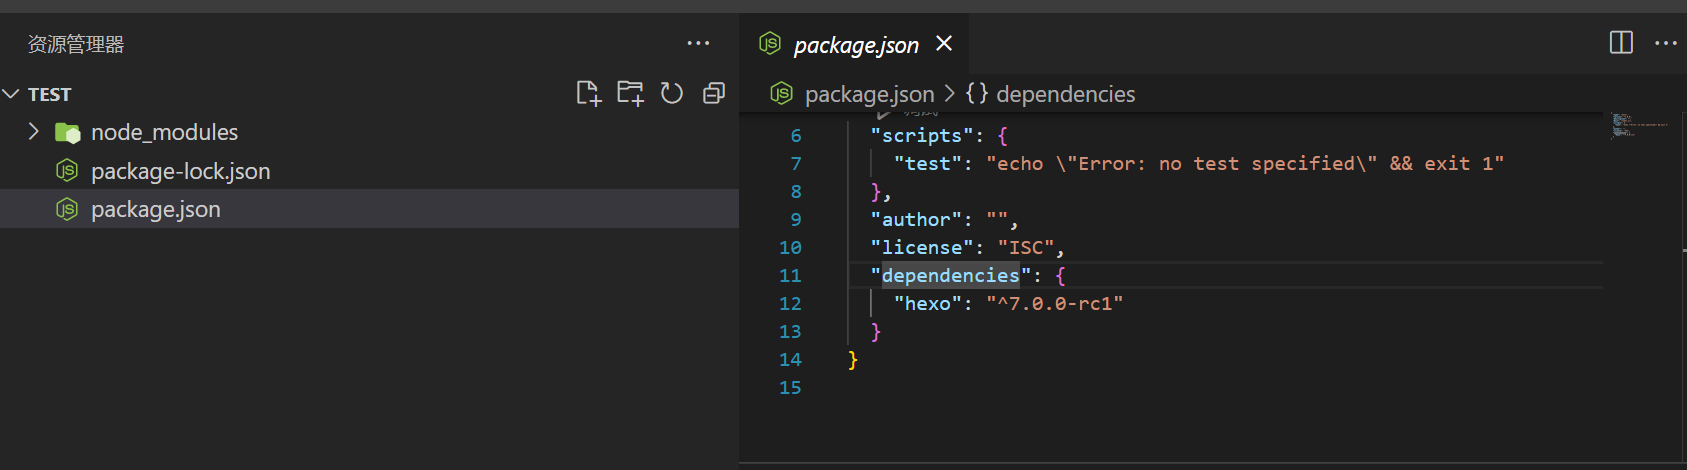 资源管理器
TEST
node_modules
package-lock.json
package.json
package.json
package.json > {} dependencies
6 "scripts": {
7 "test": "echo \"Error: no test specified\" && exit 1"
8 },
9 "author": "",
10 "license": "ISC",
11 "dependencies": {
12 "hexo": "^7.0.0-rc1"
13 }
14 }
15